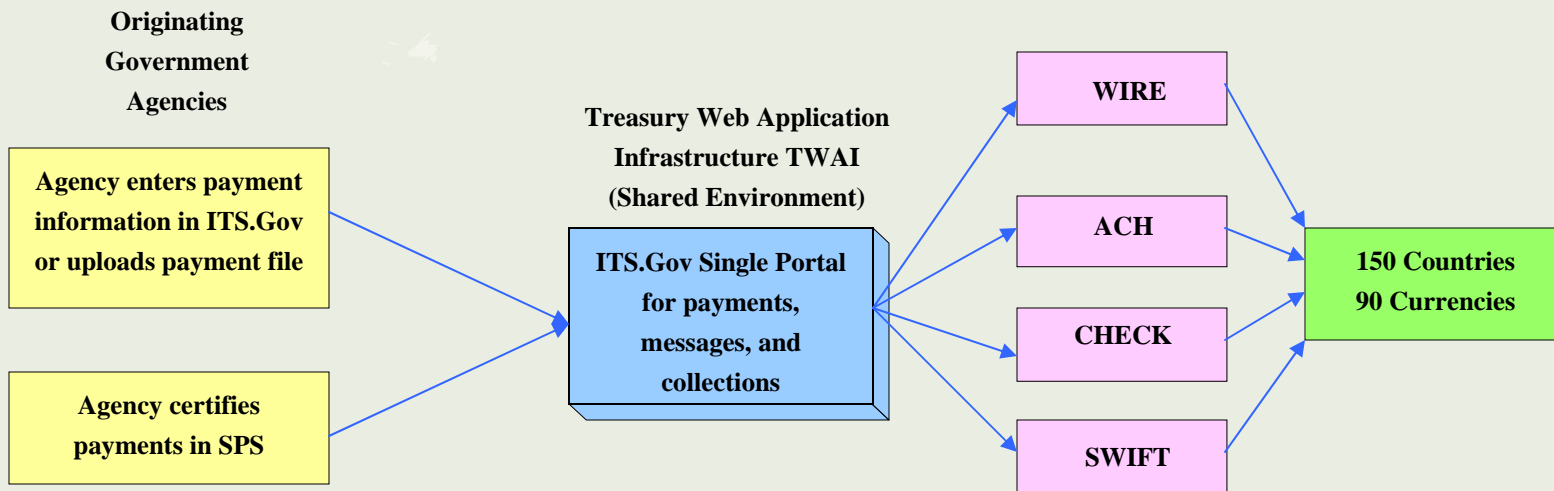 Originating
Government
Agencies
Agency enters payment
information in ITS.Gov
or uploads payment file
Agency certifies
payments in SPS
Treasury Web Application
Infrastructure TWAI
(Shared Environment)
ITS.Gov Single Portal
for payments,
messages, and
collections
WIRE
ACH
CHECK
SWIFT
150 Countries
90 Currencies